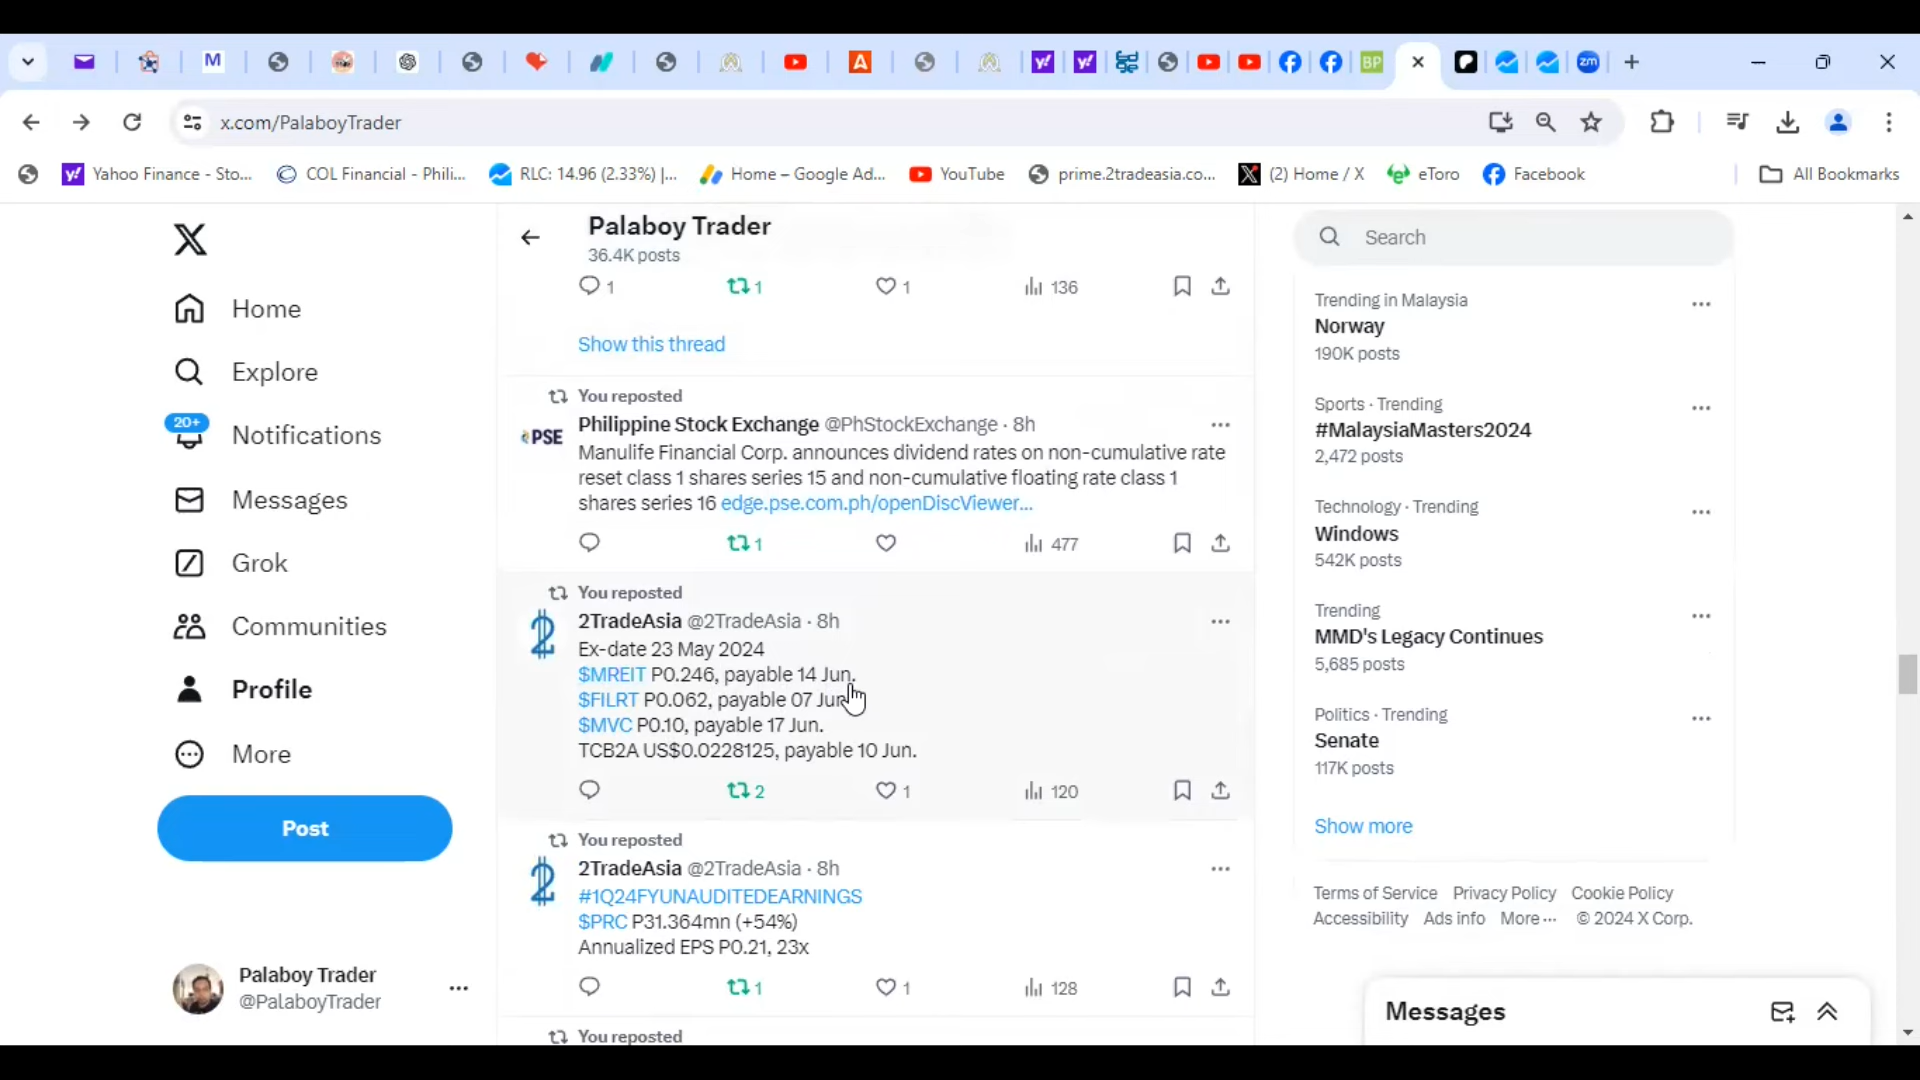 M
A
BP
zm
x.com/PalaboyTrader
Yahoo Finance - Sto...
COL Financial - Phili...
RLC: 14.96 (2.33%) |...
Home – Google Ad...
YouTube
prime.2tradeasia.co...
(2) Home / X
eToro
Facebook
All Bookmarks
Home
Explore
20+
Notifications
Messages
Grok
Communities
Profile
More
Post
Palaboy Trader
@PalaboyTrader
Palaboy Trader
36.4K posts
1 1 1 136
Show this thread
You reposted
PSE
Philippine Stock Exchange @PhStockExchange · 8h
Manulife Financial Corp. announces dividend rates on non-cumulative rate
reset class 1 shares series 15 and non-cumulative floating rate class 1
shares series 16 edge.pse.com.ph/openDiscViewer...
1 477
You reposted
2TradeAsia @2TradeAsia · 8h
Ex-date 23 May 2024
$MREIT P0.246, payable 14 Jun.
$FILRT P0.062, payable 07 Jun
$MVC P0.10, payable 17 Jun.
TCB2A US$0.0228125, payable 10 Jun.
2 1 120
You reposted
2TradeAsia @2TradeAsia · 8h
#1Q24FYUNAUDITEDEARNINGS
$PRC P31.364mn (+54%)
Annualized EPS P0.21, 23x
1 1 128
You reposted
Search
Trending in Malaysia
Norway
190K posts
Sports · Trending
#MalaysiaMasters2024
2,472 posts
Technology · Trending
Windows
542K posts
Trending
MMD's Legacy Continues
5,685 posts
Politics · Trending
Senate
117K posts
Show more
Terms of Service Privacy Policy Cookie Policy
Accessibility Ads info More ··· © 2024 X Corp.
Messages